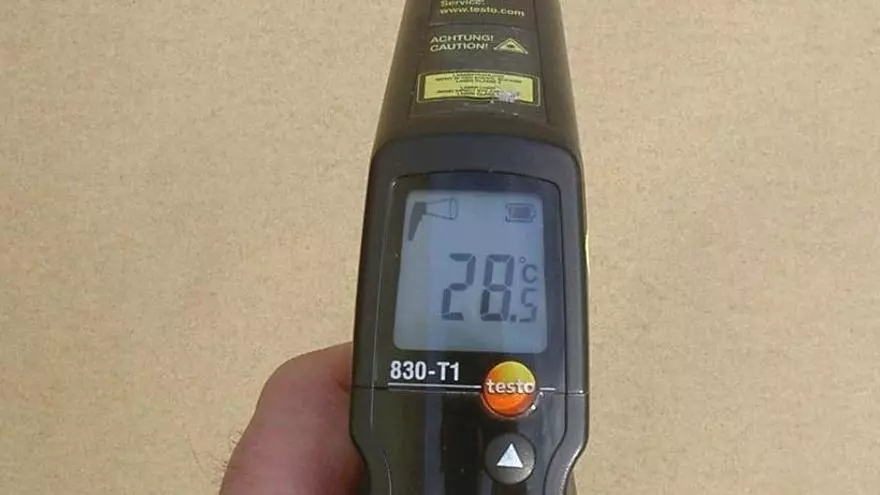 Service:
www.testo.com
ACHTUNG!
CAUTION!
28.5 °C
830-T1
testo